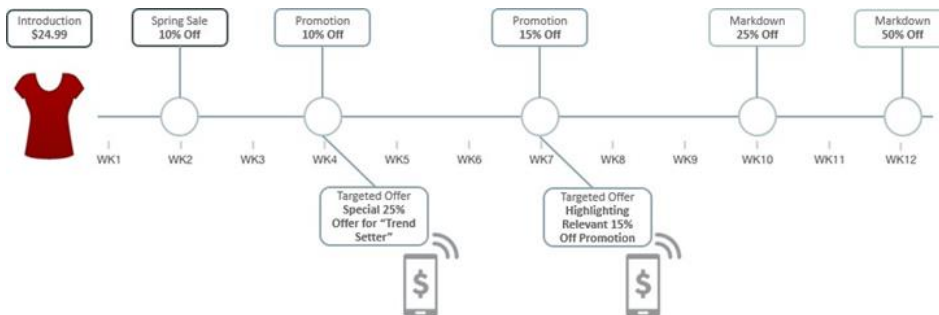 Introduction
$24.99
Spring Sale
10% Off
Promotion
10% Off
Promotion
15% Off
Markdown
25% Off
Markdown
50% Off
WK1
WK2
WK3
WK4
WK5
WK6
WK7
WK8
WK9
WK10
WK11
WK12
Targeted Offer
Special 25%
Offer for “Trend
Setter”
Targeted Offer
Highlighting
Relevant 15%
Off Promotion
$
$